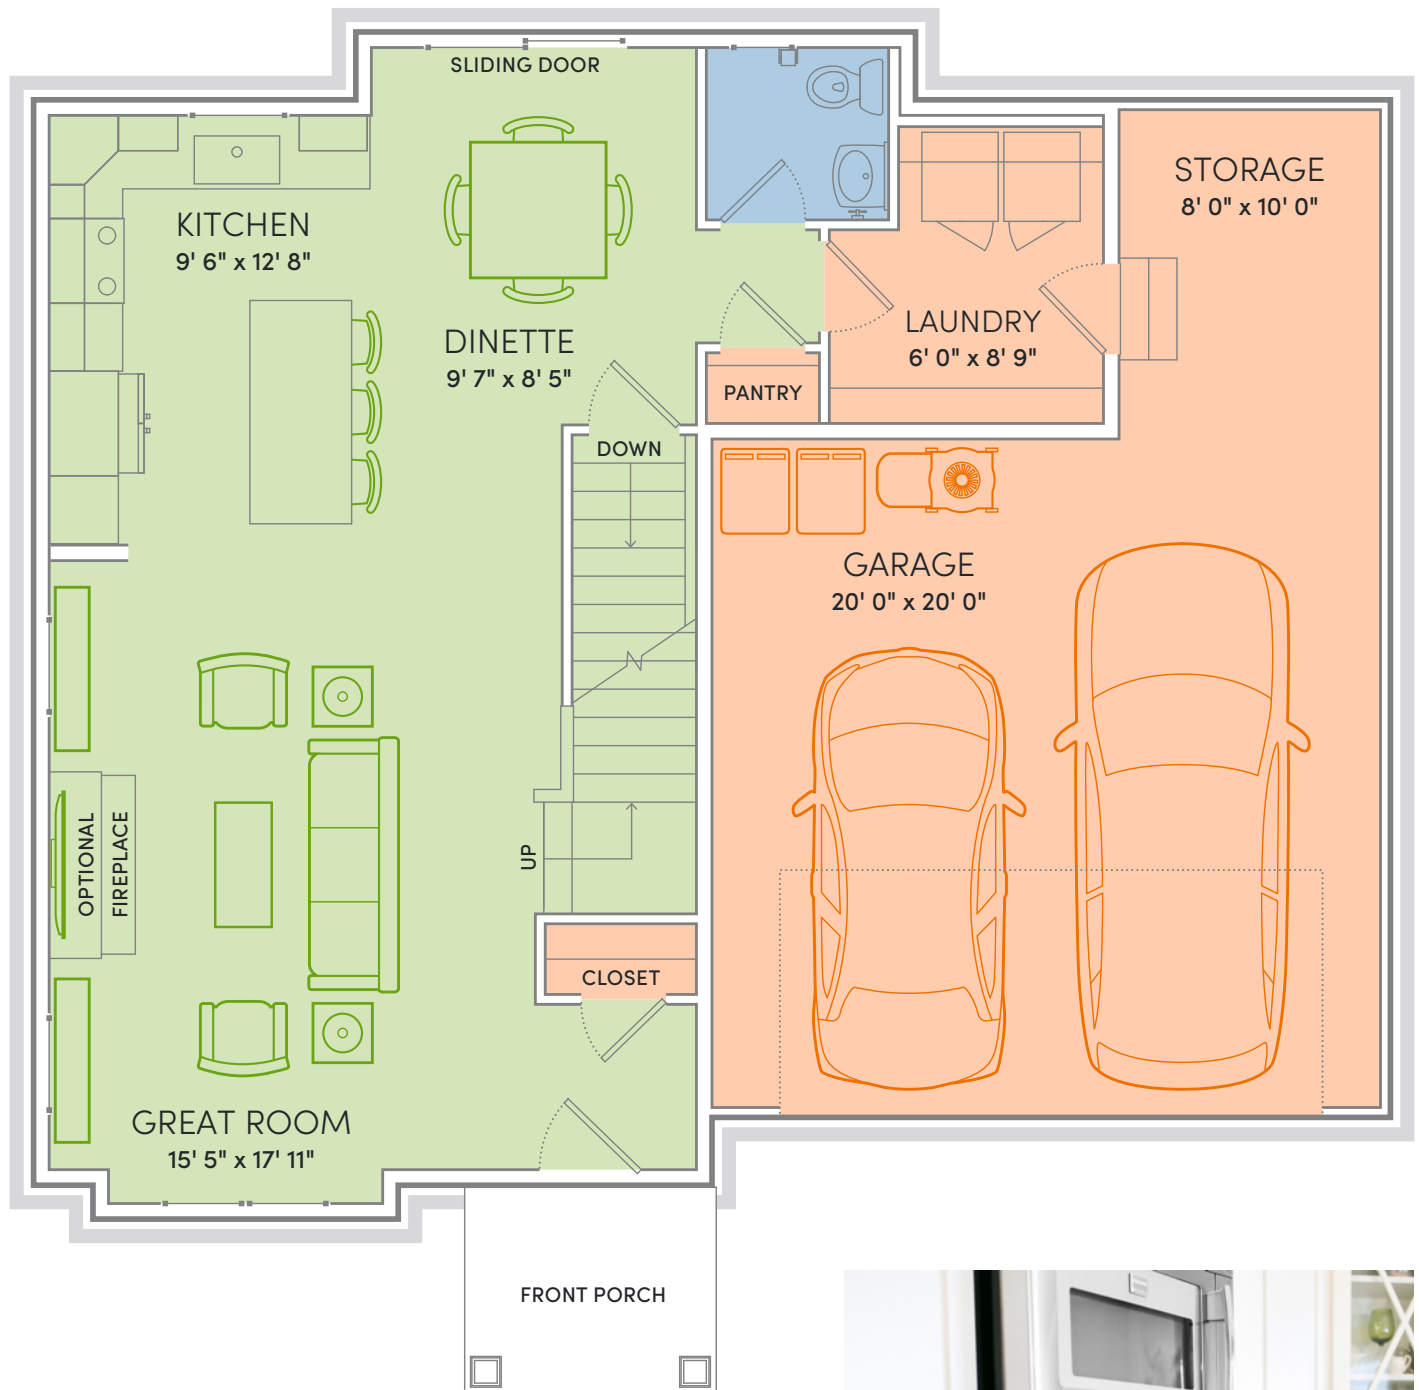 SLIDING DOOR
KITCHEN
9' 6" x 12' 8"
STORAGE
8' 0" x 10' 0"
DINETTE
9' 7" x 8' 5"
LAUNDRY
6' 0" x 8' 9"
PANTRY
DOWN
GARAGE
20' 0" x 20' 0"
OPTIONAL
FIREPLACE
UP
CLOSET
GREAT ROOM
15' 5" x 17' 11"
FRONT PORCH